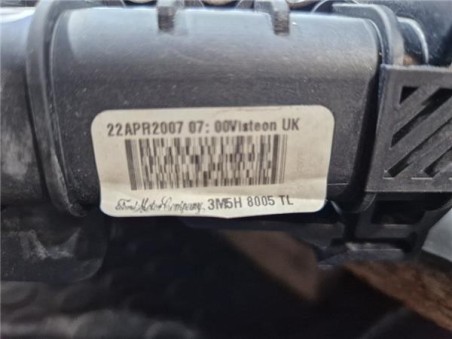 22APR2007 07:00Visteon UK
Ford Motor Company, 3M5H 8005 TL